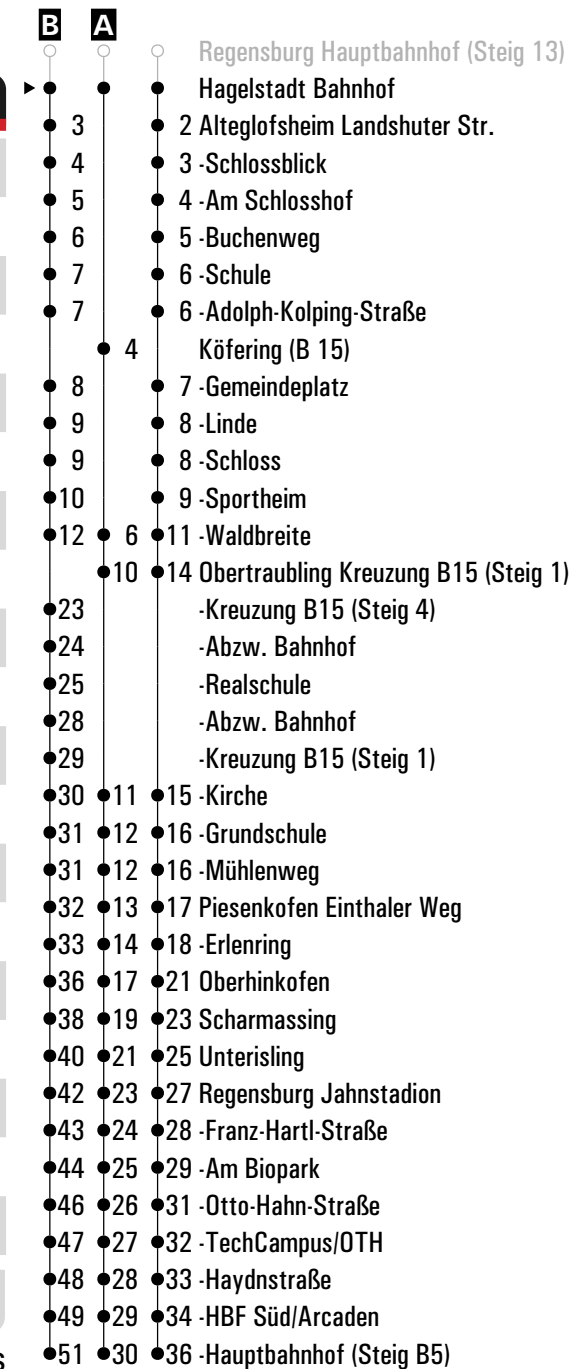 B A
Regensburg Hauptbahnhof (Steig 13)
Hagelstadt Bahnhof
3 2 Alteglofsheim Landshuter Str.
4 3 -Schlossblick
5 4 -Am Schlosshof
6 5 -Buchenweg
7 6 -Schule
7 6 -Adolph-Kolping-Straße
4 Köfering (B 15)
8 7 -Gemeindeplatz
9 8 -Linde
9 8 -Schloss
10 9 -Sportheim
12 6 11 -Waldbreite
10 14 Obertraubling Kreuzung B15 (Steig 1)
23 -Kreuzung B15 (Steig 4)
24 -Abzw. Bahnhof
25 -Realschule
28 -Abzw. Bahnhof
29 -Kreuzung B15 (Steig 1)
30 11 15 -Kirche
31 12 16 -Grundschule
31 12 16 -Mühlenweg
32 13 17 Piesenkofen Einthaler Weg
33 14 18 -Erlenring
36 17 21 Oberhinkofen
38 19 23 Scharmassing
40 21 25 Unterisling
42 23 27 Regensburg Jahnstadion
43 24 28 -Franz-Hartl-Straße
44 25 29 -Am Biopark
46 26 31 -Otto-Hahn-Straße
47 27 32 -TechCampus/OTH
48 28 33 -Haydnstraße
49 29 34 -HBF Süd/Arcaden
51 30 36 -Hauptbahnhof (Steig B5)